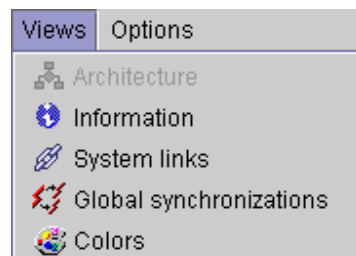 Views Options
Architecture
Information
System links
Global synchronizations
Colors